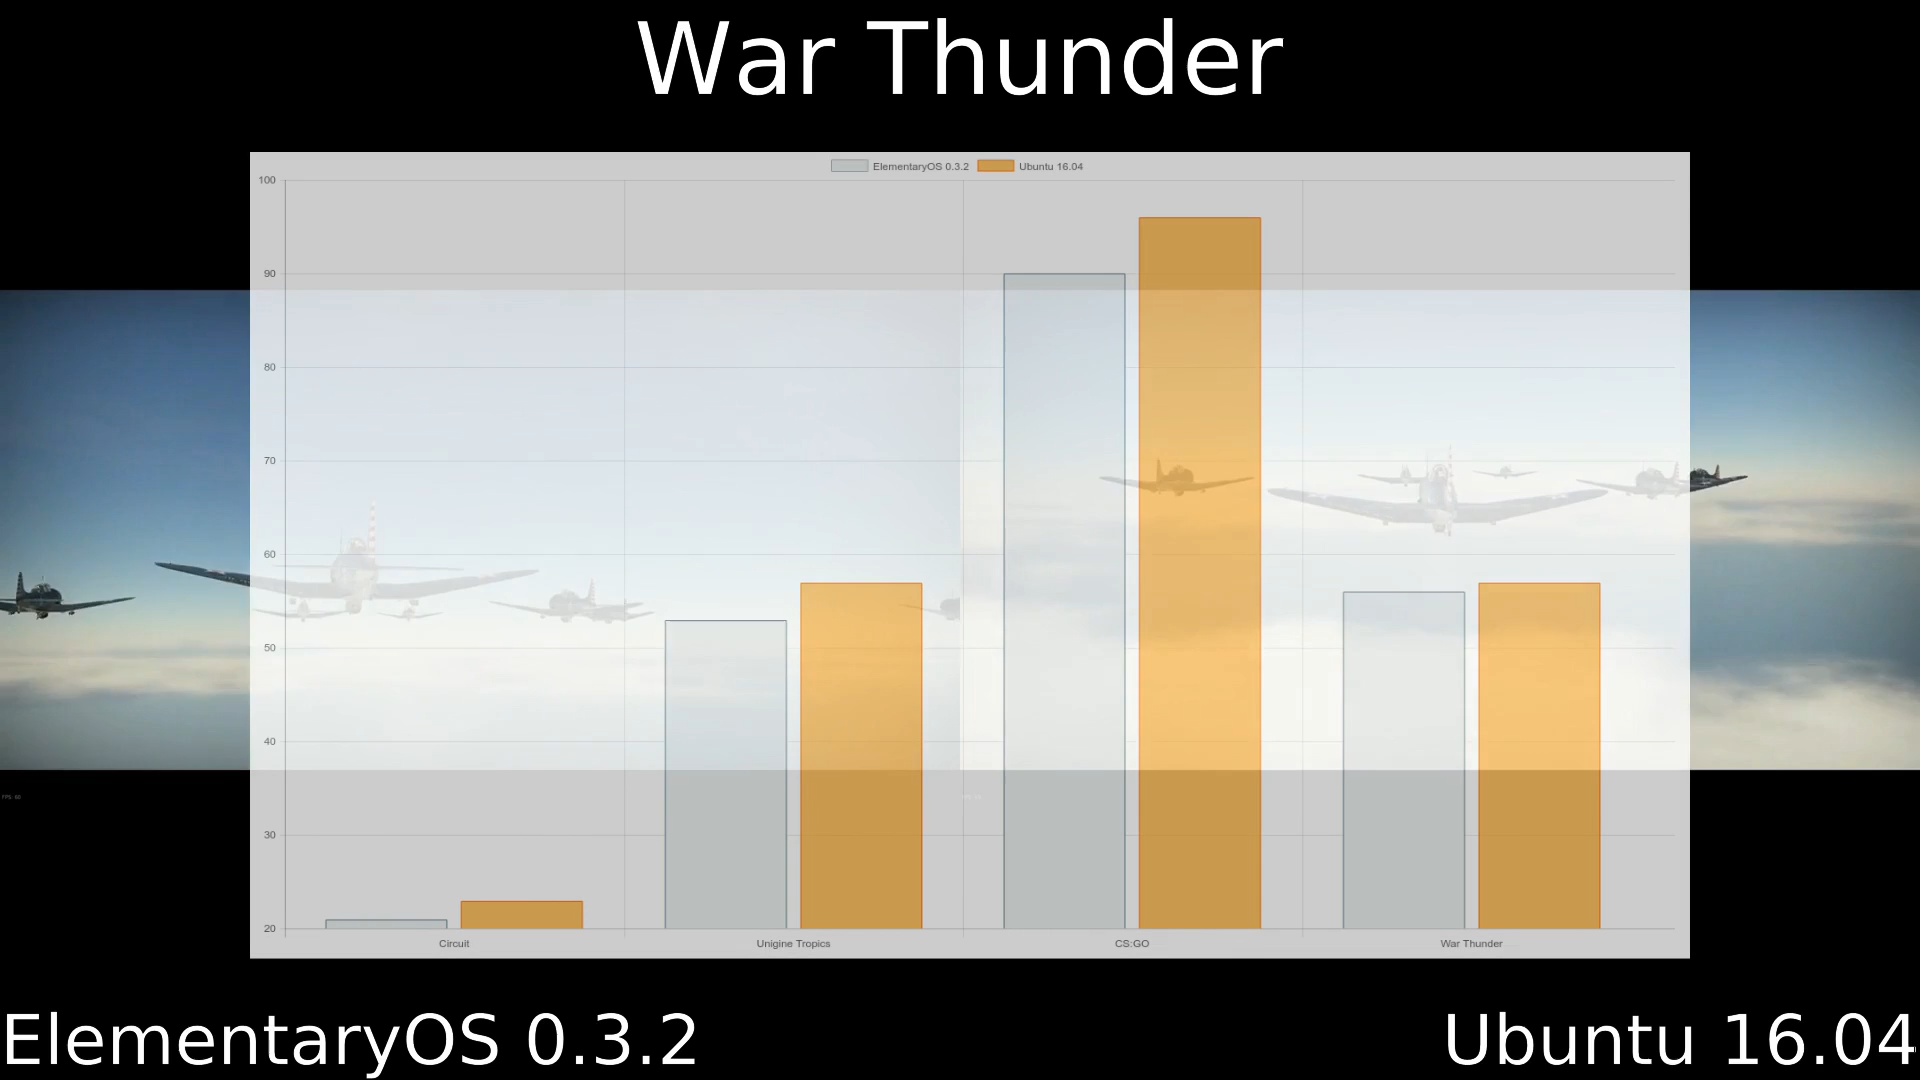 War Thunder
ElementaryOS 0.3.2 Ubuntu 16.04
100
90
80
70
60
50
40
30
20
Circuit Unigine Tropics CS:GO War Thunder
ElementaryOS 0.3.2 Ubuntu 16.04